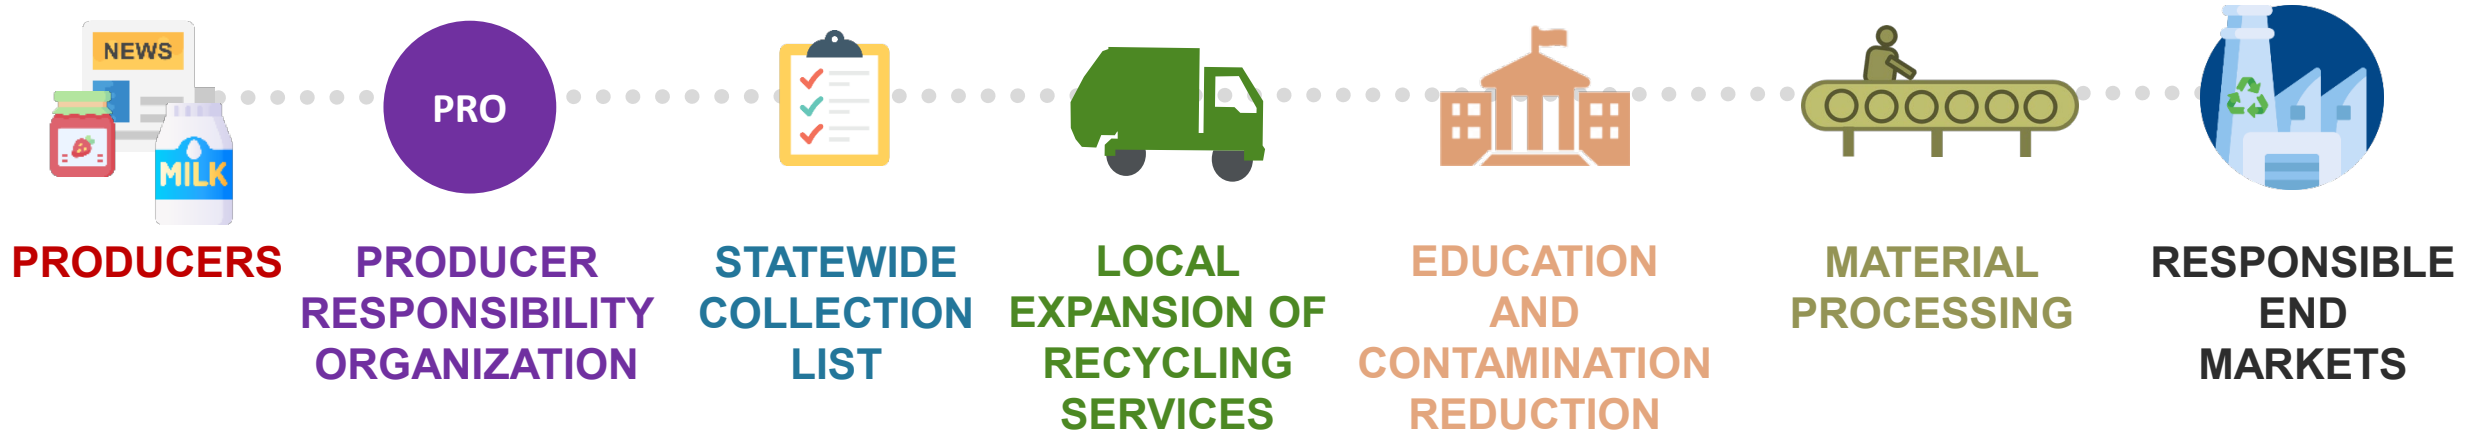 NEWS
MILK
PRO
PRODUCERS
PRODUCER
RESPONSIBILITY
ORGANIZATION
STATEWIDE
COLLECTION
LIST
LOCAL
EXPANSION OF
RECYCLING
SERVICES
EDUCATION
AND
CONTAMINATION
REDUCTION
MATERIAL
PROCESSING
RESPONSIBLE
END
MARKETS